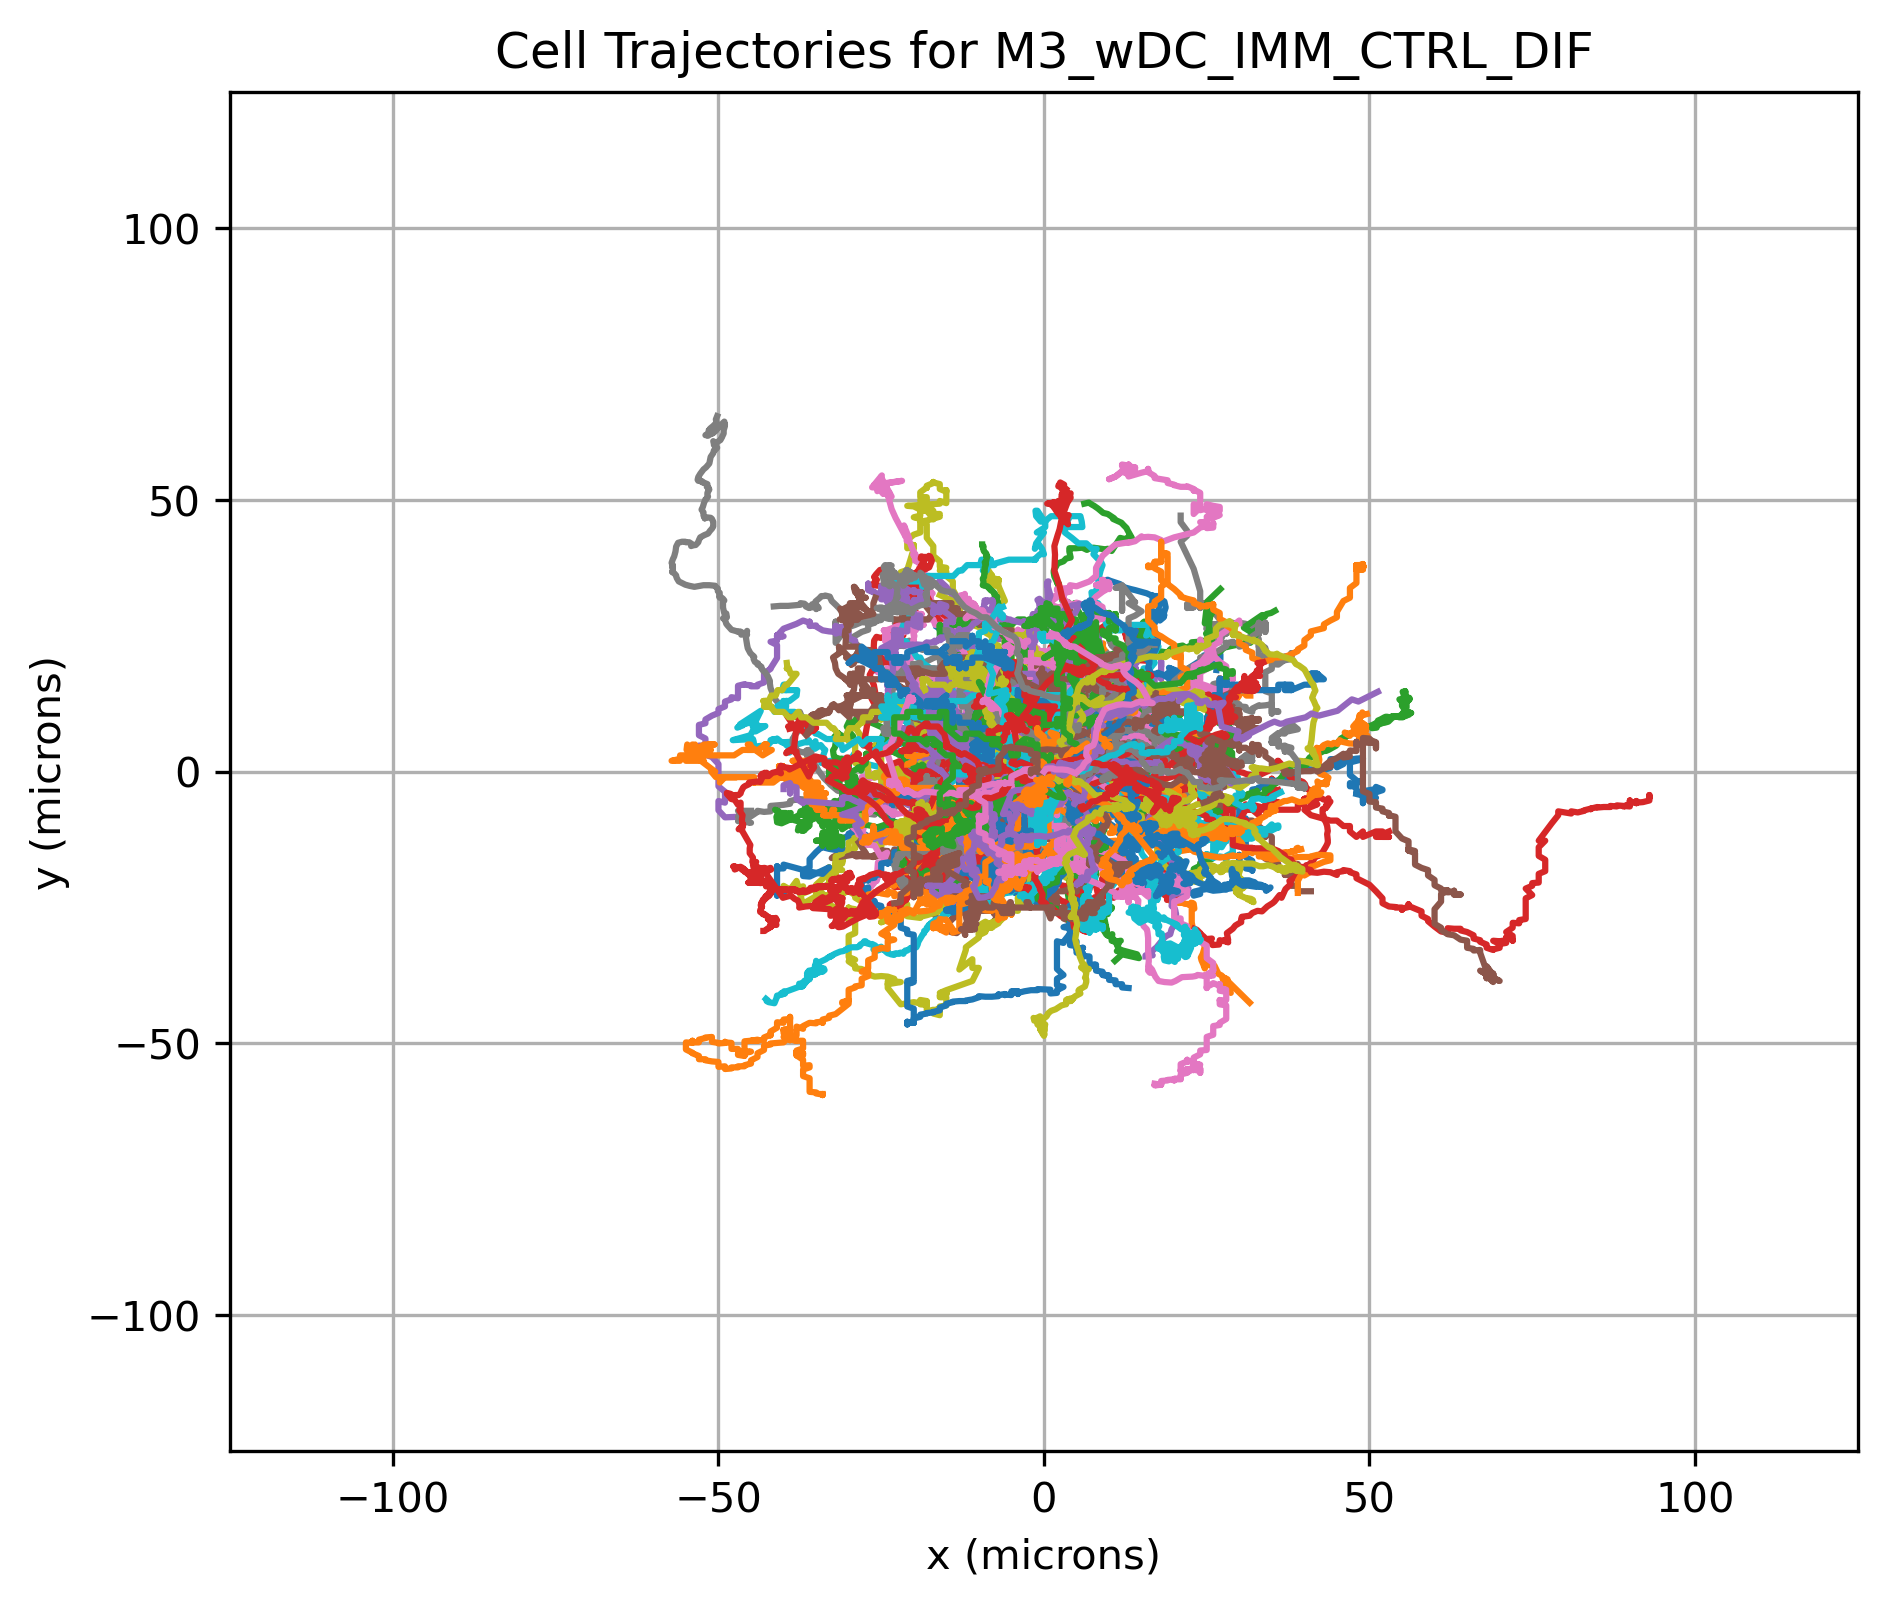 Cell Trajectories for M3_wDC_IMM_CTRL_DIF
100
50
0
−50
−100
y (microns)
−100 −50 0 50 100
x (microns)